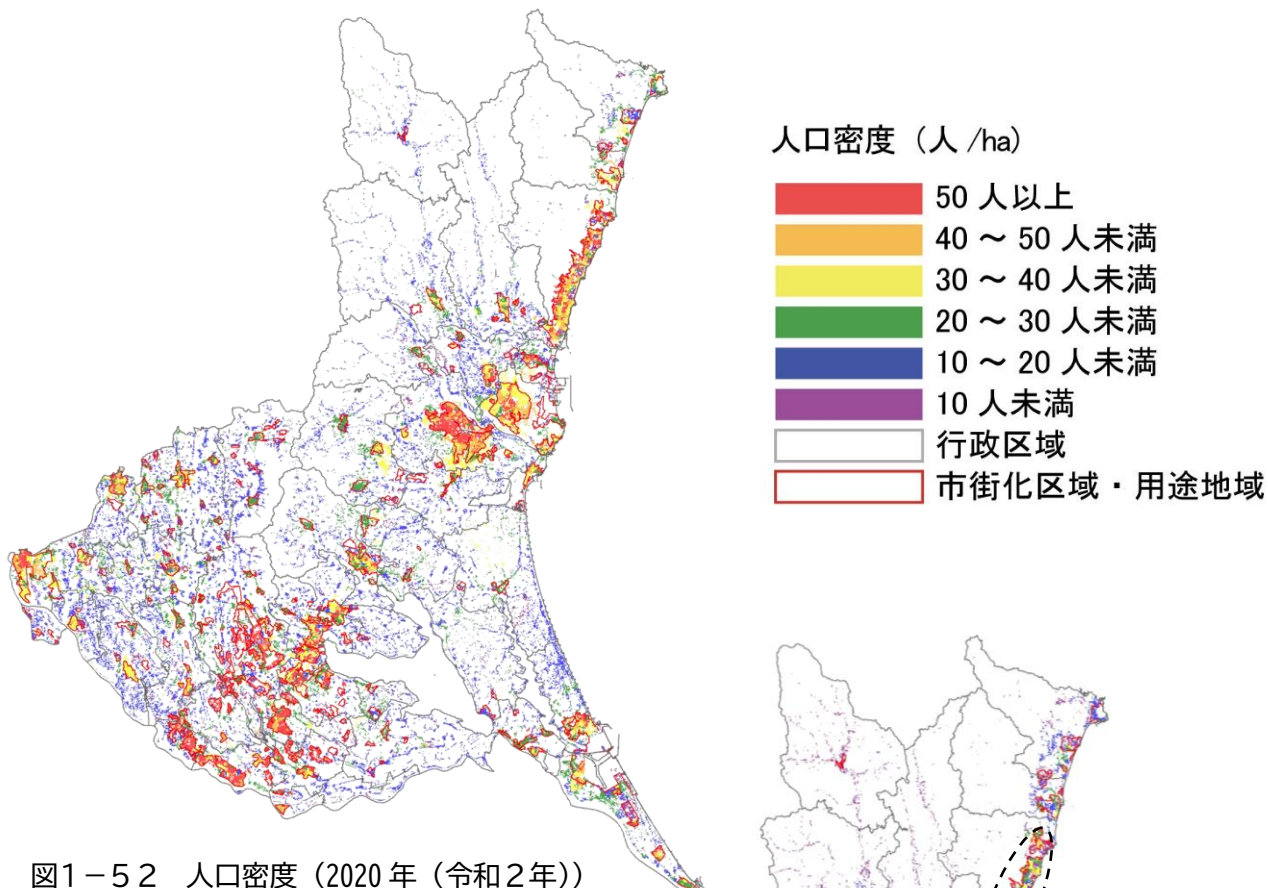 人口密度（人 /ha）
50 人以上
40 ～ 50 人未満
30 ～ 40 人未満
20 ～ 30 人未満
10 ～ 20 人未満
10 人未満
行政区域
市街化区域・用途地域
図1－５２　人口密度（2020 年（令和２年））